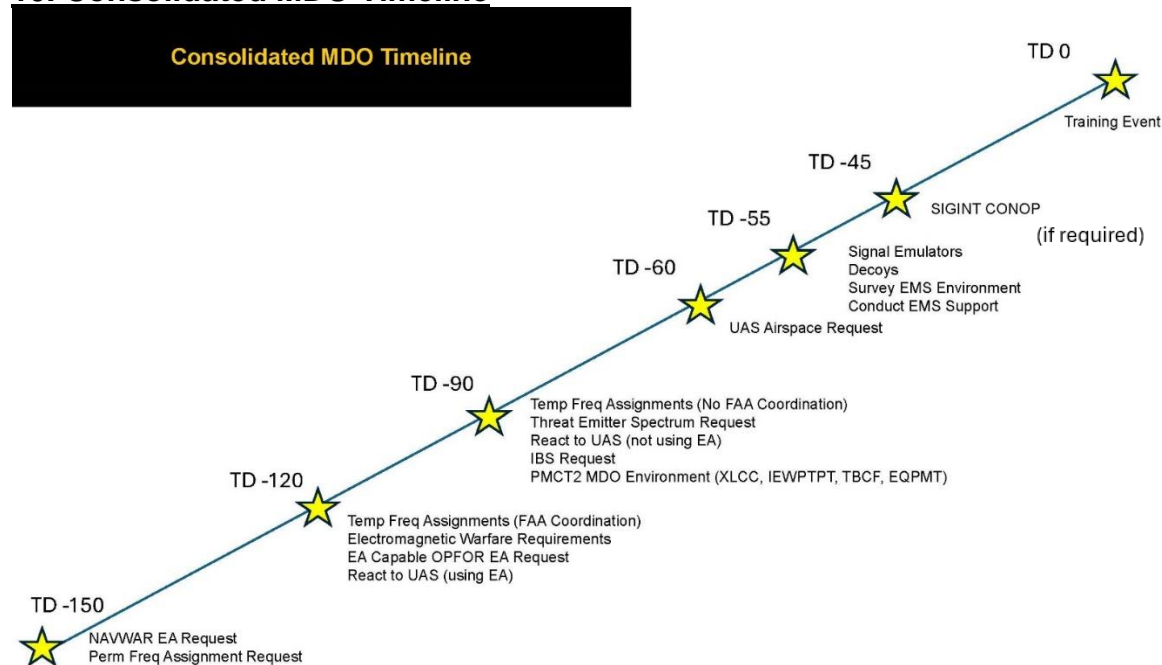 Consolidated MDO Timeline
TD 0
Training Event
TD -45
SIGINT CONOP
(if required)
TD -55
Signal Emulators
Decoys
Survey EMS Environment
Conduct EMS Support
TD -60
UAS Airspace Request
TD -90
Temp Freq Assignments (No FAA Coordination)
Threat Emitter Spectrum Request
React to UAS (not using EA)
IBS Request
PMCT2 MDO Environment (XLCC, IEWPTPT, TBCF, EQPMT)
TD -120
Temp Freq Assignments (FAA Coordination)
Electromagnetic Warfare Requirements
EA Capable OPFOR EA Request
React to UAS (using EA)
TD -150
NAVWAR EA Request
Perm Freq Assignment Request